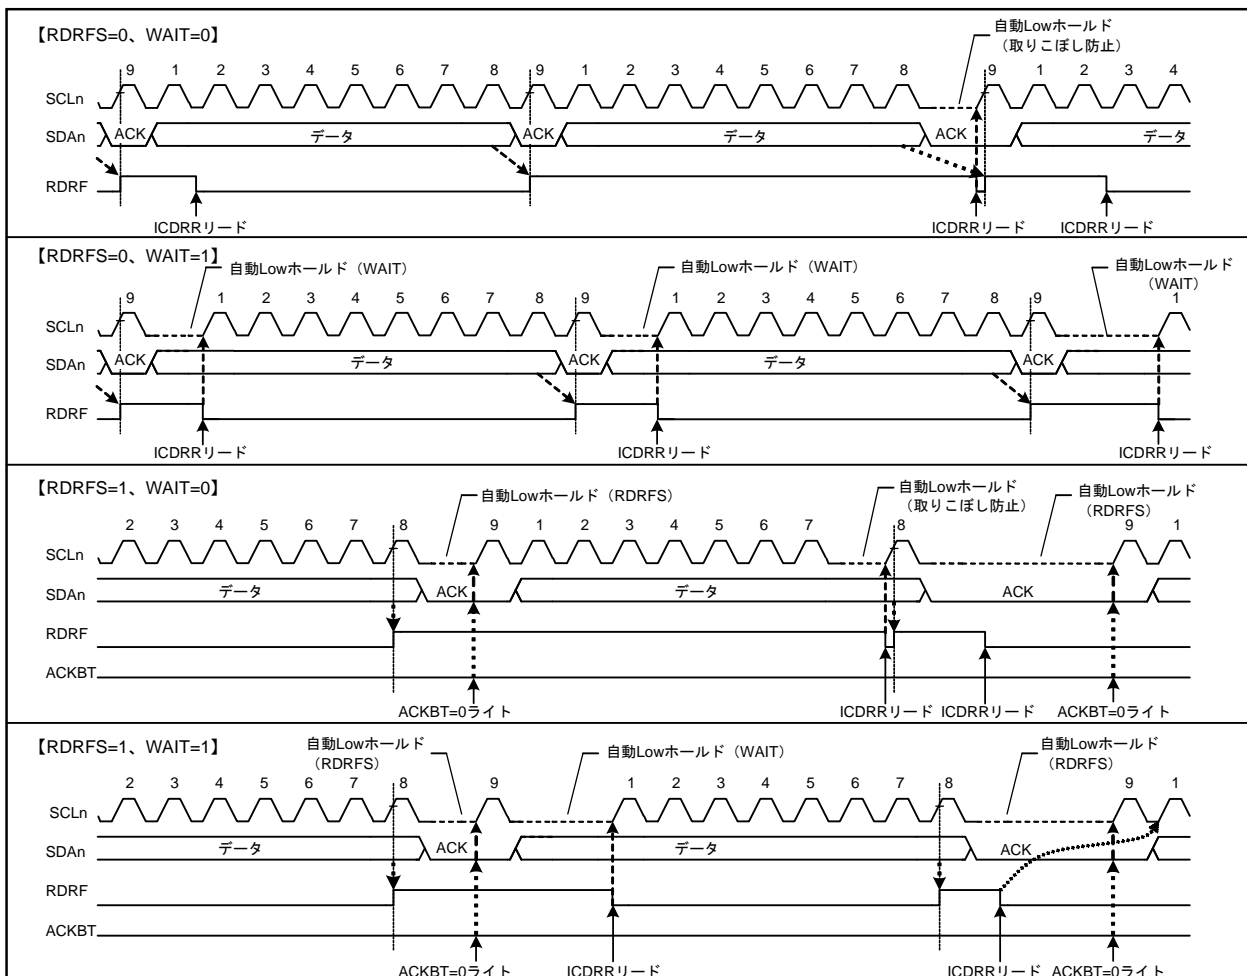 【RDRFS=0、WAIT=0】
自動Lowホールド
（取りこぼし防止）
9 1 2 3 4 5 6 7 8 9 1 2 3 4 5 6 7 8 9 1 2 3 4
SCLn
SDAn ACK データ ACK データ ACK データ
RDRF
ICDRRリード ICDRRリード ICDRRリード
【RDRFS=0、WAIT=1】
自動Lowホールド（WAIT） 自動Lowホールド（WAIT） 自動Lowホールド
（WAIT）
9 1 2 3 4 5 6 7 8 9 1 2 3 4 5 6 7 8 9 1
SCLn
SDAn ACK データ ACK データ ACK
RDRF
ICDRRリード ICDRRリード ICDRRリード
【RDRFS=1、WAIT=0】
自動Lowホールド（RDRFS） 自動Lowホールド
（取りこぼし防止） 自動Lowホールド
（RDRFS）
2 3 4 5 6 7 8 9 1 2 3 4 5 6 7 8 9 1
SCLn
SDAn データ ACK データ ACK
RDRF
ACKBT
ACKBT=0ライト ICDRRリード ICDRRリード ACKBT=0ライト
【RDRFS=1、WAIT=1】
自動Lowホールド
（RDRFS） 自動Lowホールド（WAIT） 自動Lowホールド
（RDRFS）
2 3 4 5 6 7 8 9 1 2 3 4 5 6 7 8 9 1
SCLn
SDAn データ ACK データ ACK
RDRF
ACKBT
ACKBT=0ライト ICDRRリード ICDRRリード ACKBT=0ライト